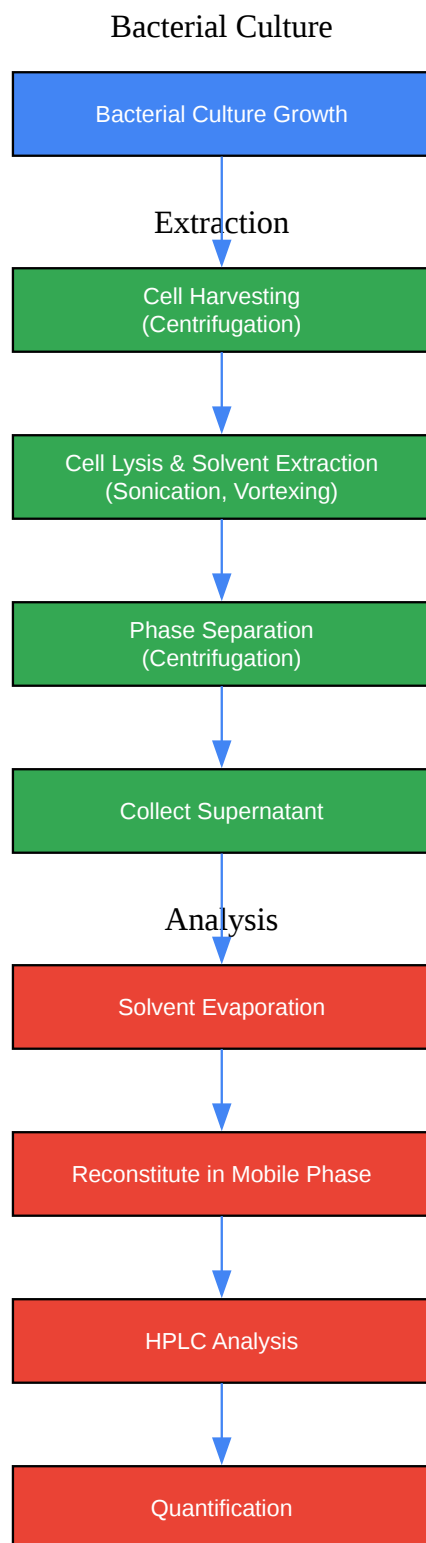 Bacterial Culture
Bacterial Culture Growth
Extraction
Cell Harvesting
(Centrifugation)
Cell Lysis & Solvent Extraction
(Sonication, Vortexing)
Phase Separation
(Centrifugation)
Collect Supernatant
Analysis
Solvent Evaporation
Reconstitute in Mobile Phase
HPLC Analysis
Quantification